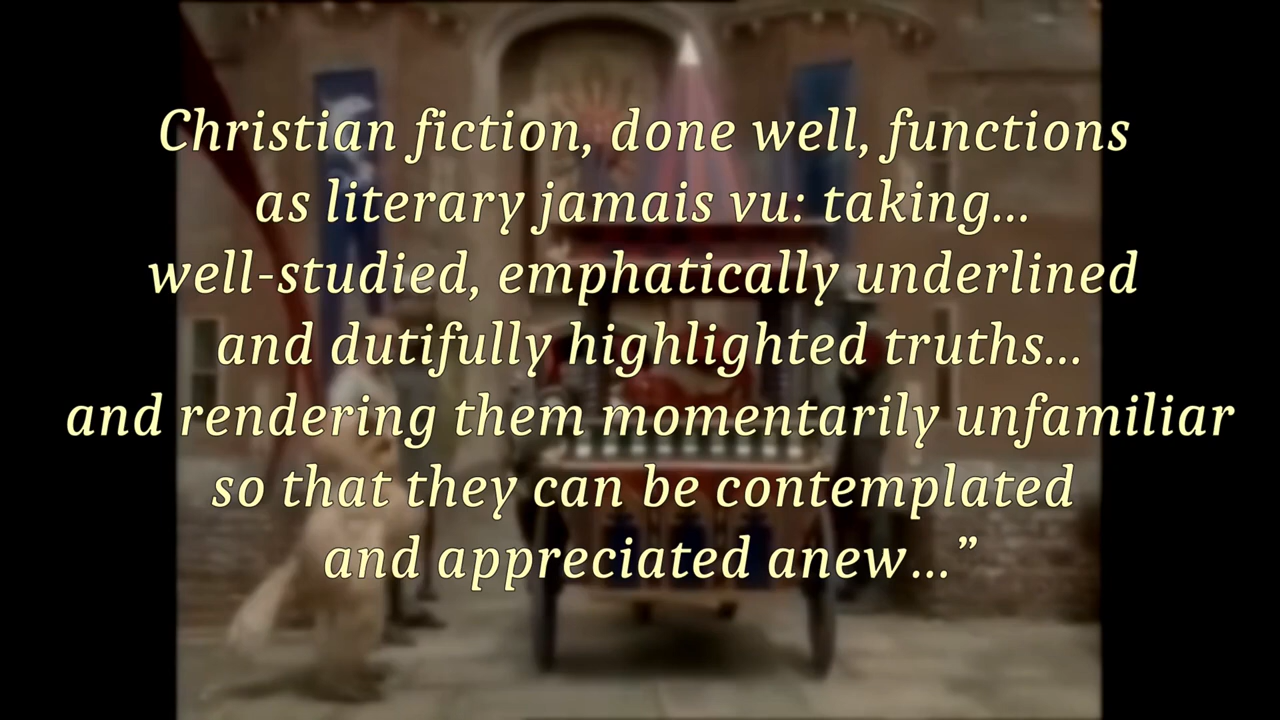 Christian fiction, done well, functions
as literary jamais vu: taking...
well-studied, emphatically underlined
and dutifully highlighted truths...
and rendering them momentarily unfamiliar
so that they can be contemplated
and appreciated anew...”